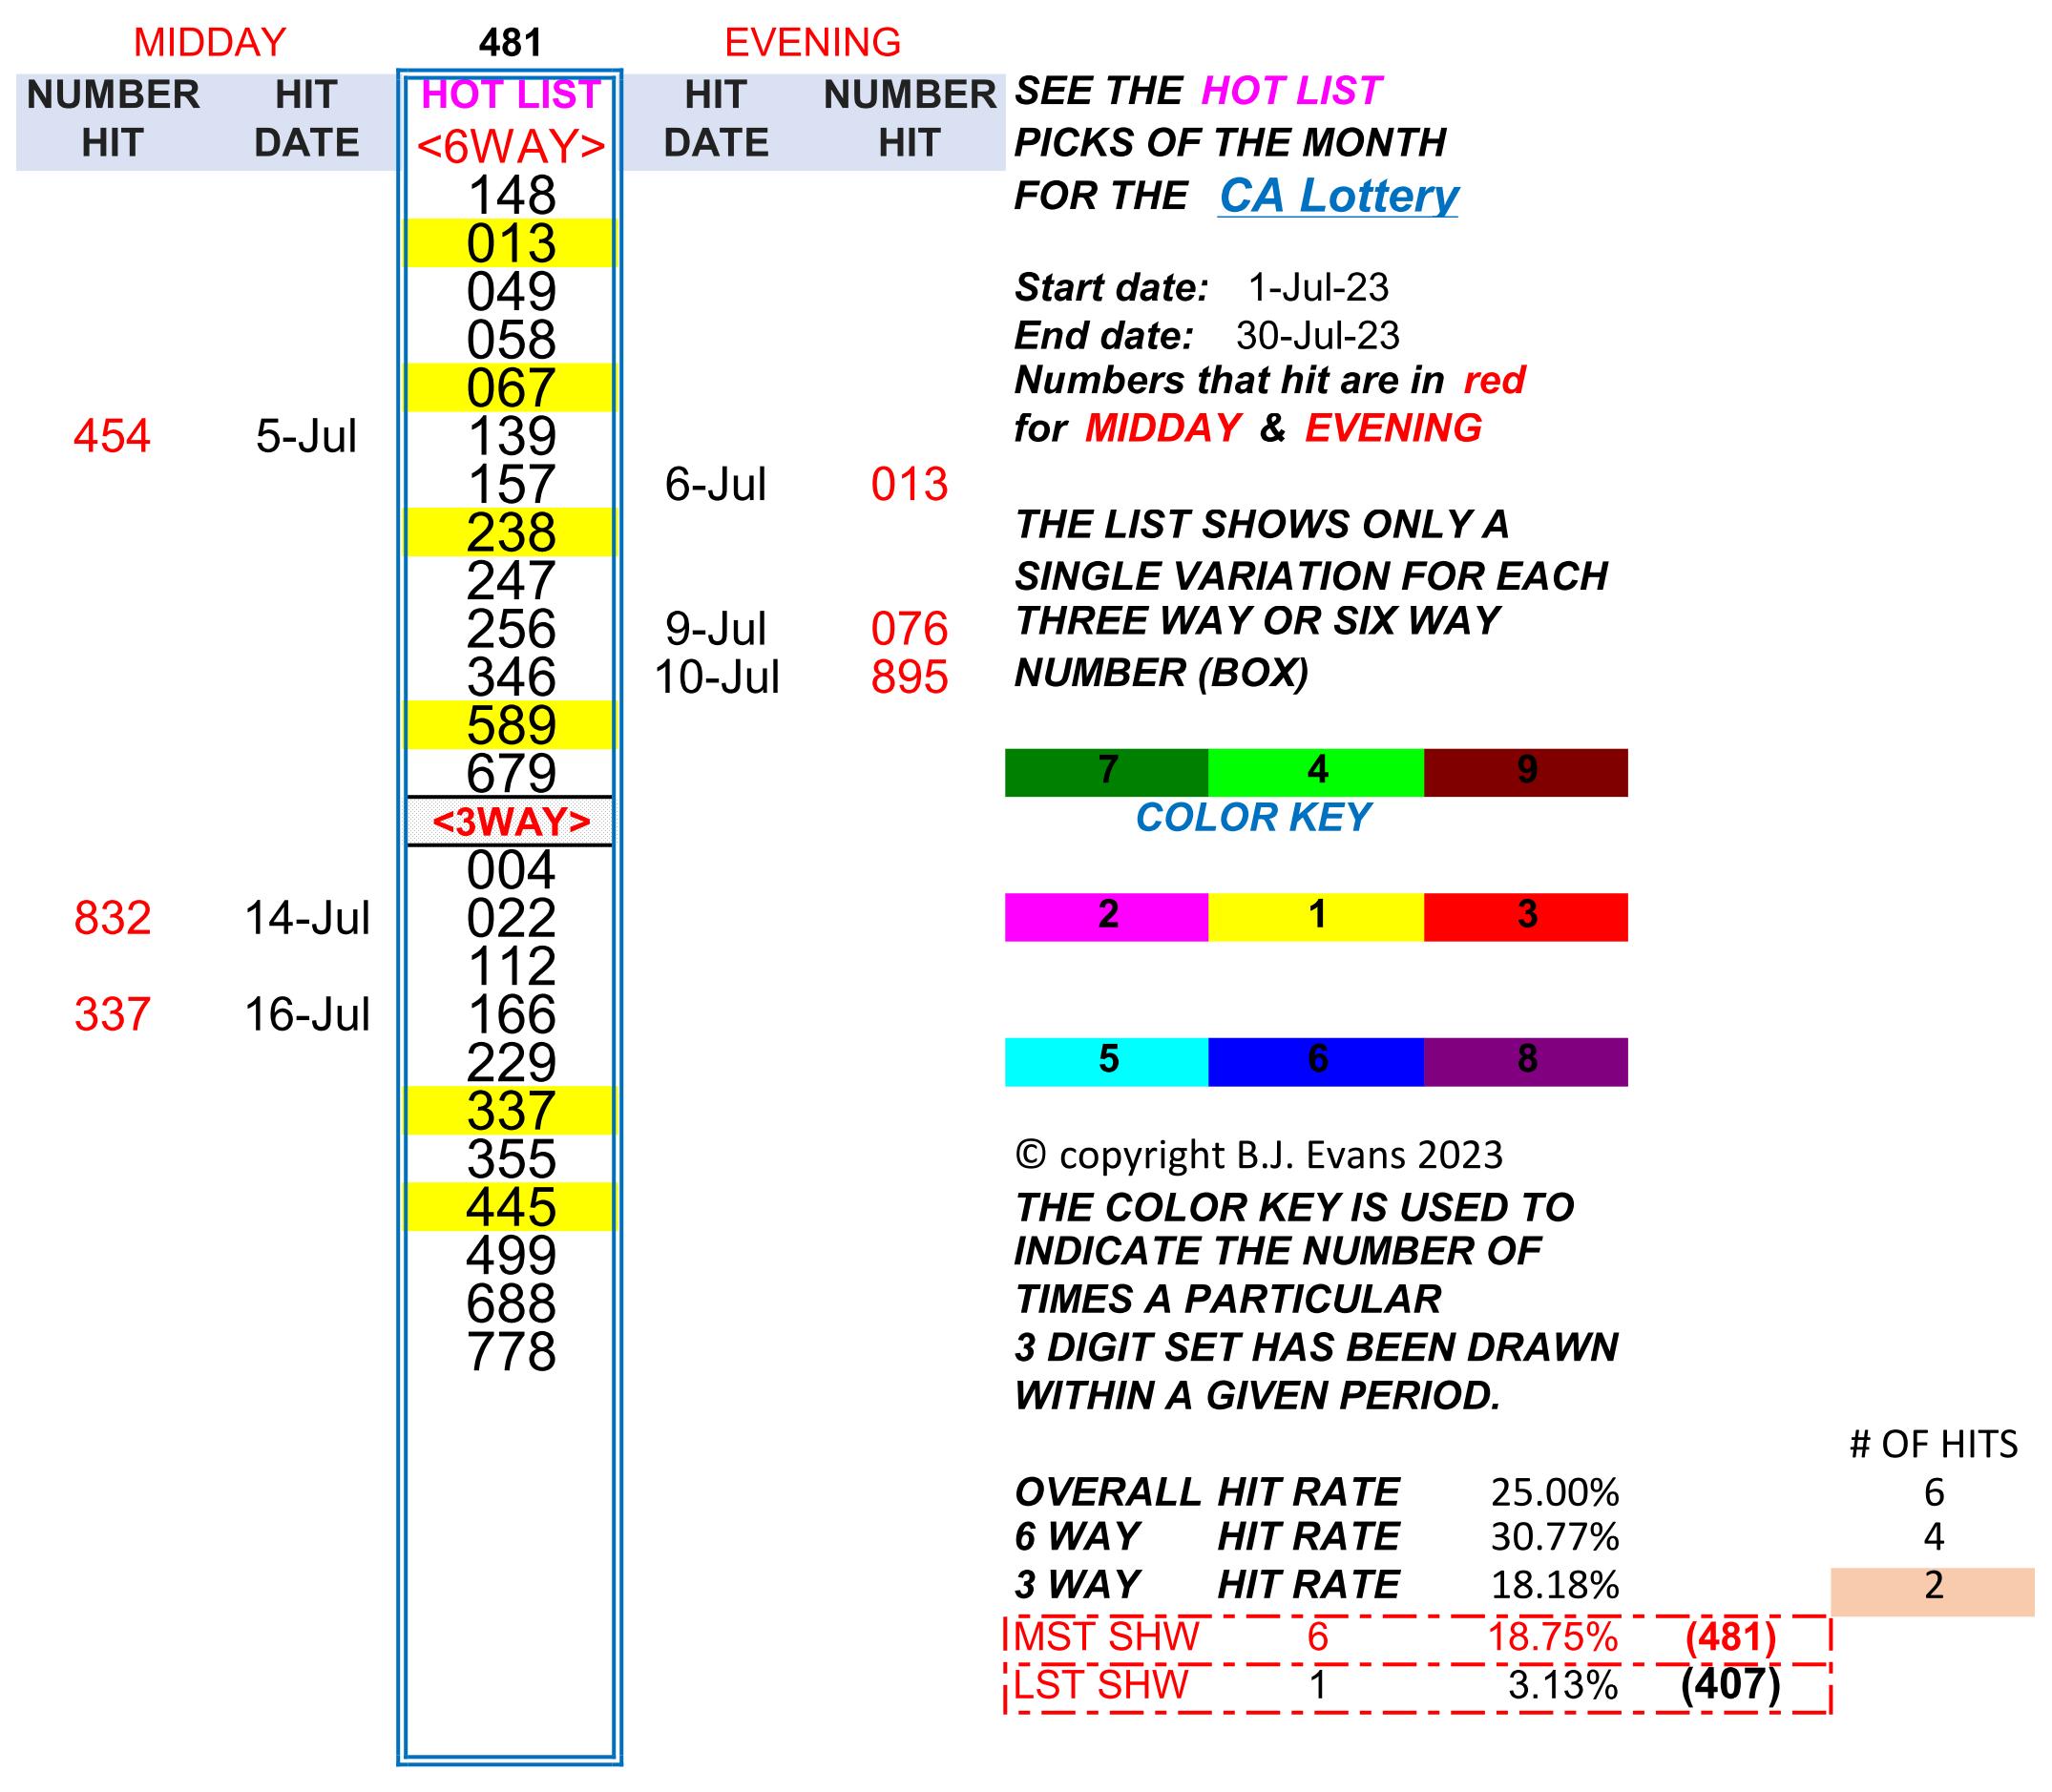 MIDDAY 481 EVENING
NUMBER HIT HOT LIST HIT NUMBER
HIT DATE <6WAY> DATE HIT
148
013
049
058
067
454 5-Jul 139
157 6-Jul 013
238
247
256 9-Jul 076
346 10-Jul 895
589
679
<3WAY>
004
832 14-Jul 022
112
337 16-Jul 166
229
337
355
445
499
688
778
SEE THE HOT LIST
PICKS OF THE MONTH
FOR THE CA Lottery
Start date: 1-Jul-23
End date: 30-Jul-23
Numbers that hit are in red
for MIDDAY & EVENING
THE LIST SHOWS ONLY A
SINGLE VARIATION FOR EACH
THREE WAY OR SIX WAY
NUMBER (BOX)
7 4 9
COLOR KEY
2 1 3
5 6 8
© copyright B.J. Evans 2023
THE COLOR KEY IS USED TO
INDICATE THE NUMBER OF
TIMES A PARTICULAR
3 DIGIT SET HAS BEEN DRAWN
WITHIN A GIVEN PERIOD.
# OF HITS
OVERALL HIT RATE 25.00% 6
6 WAY HIT RATE 30.77% 4
3 WAY HIT RATE 18.18% 2
MST SHW 6 18.75% (481)
LST SHW 1 3.13% (407)